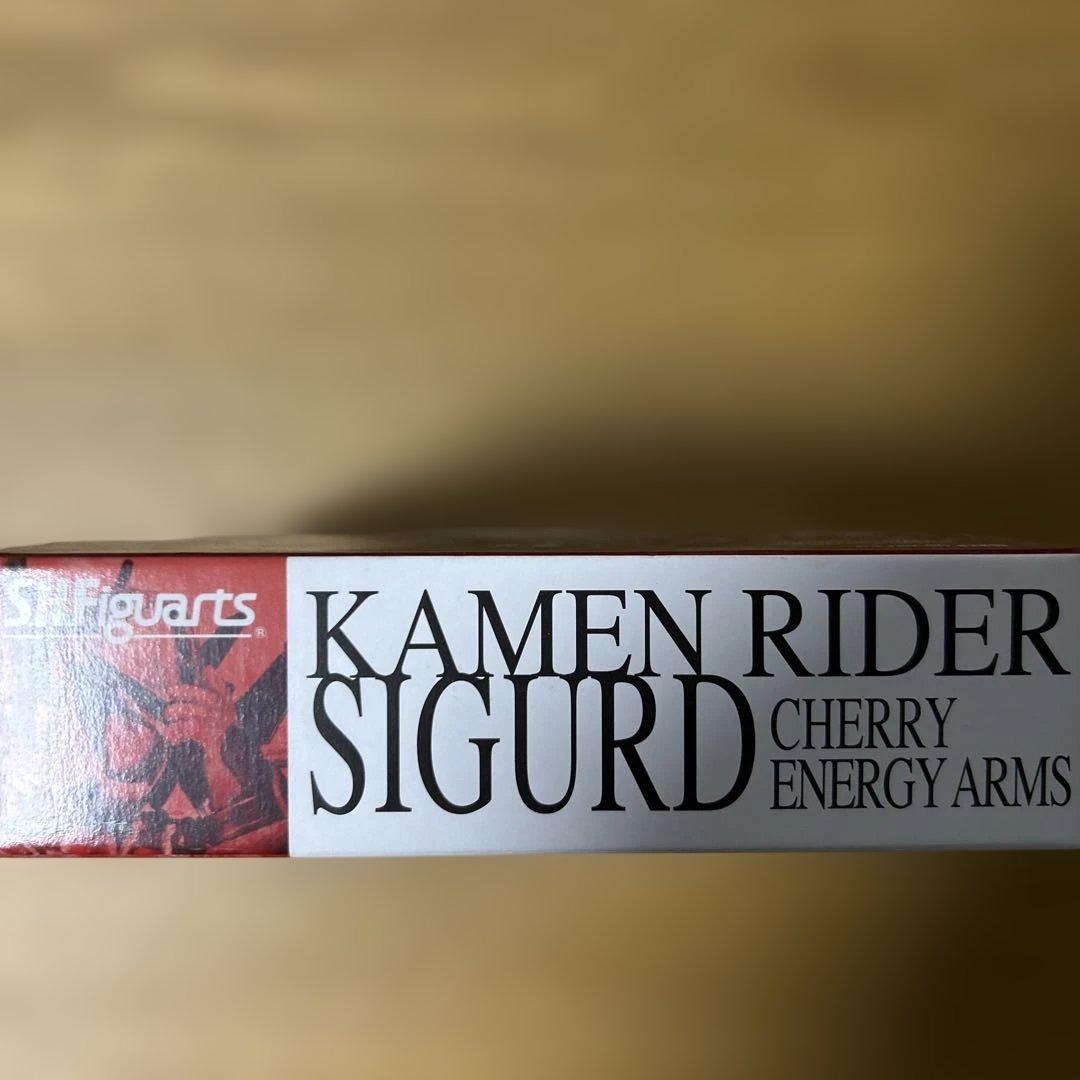 S.H.Figuarts
®
KAMEN RIDER
SIGURD
CHERRY
ENERGY ARMS